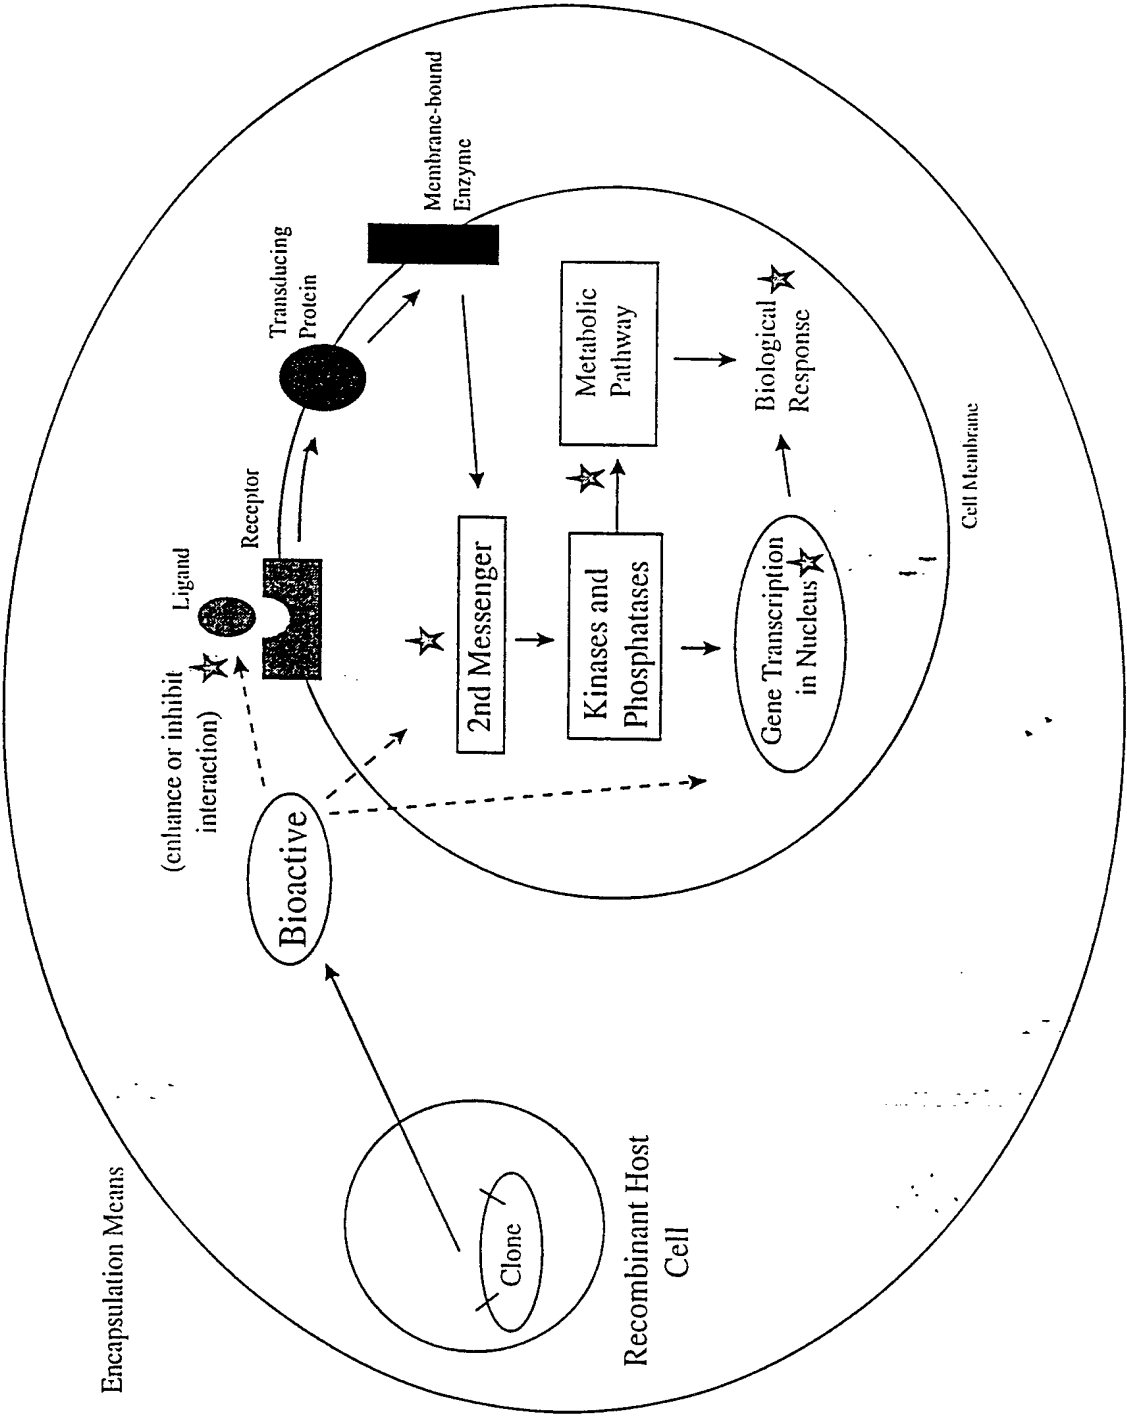 Encapsulation Means
(enhance or inhibit
interaction)
Ligand
Receptor
Transducing
Protein
Membrane-bound
Enzyme
Bioactive
Clone
Recombinant Host
Cell
2nd Messenger
Kinases and
Phosphatases
Metabolic
Pathway
Gene Transcription
in Nucleus
Biological
Response
Cell Membrane